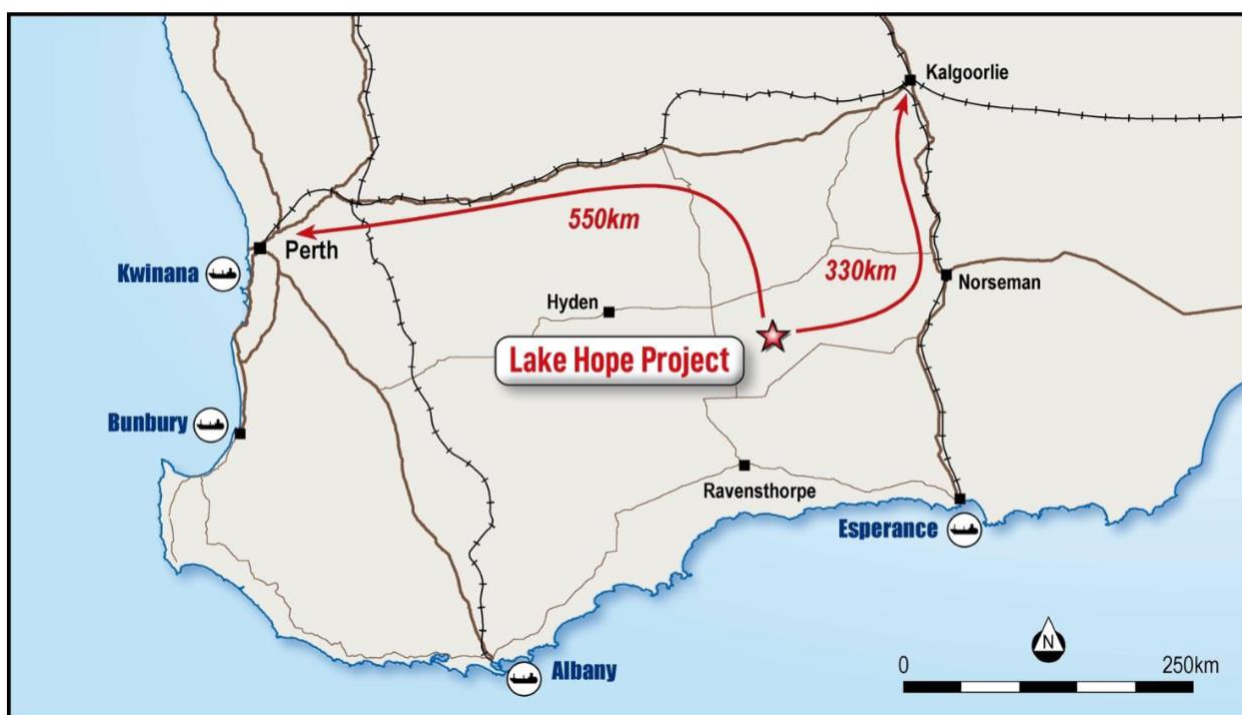 Kalgoorlie
550km
Perth
330km
Kwinana
Norseman
Hyden
Lake Hope Project
Bunbury
Ravensthorpe
Esperance
N
0
250km
Albany